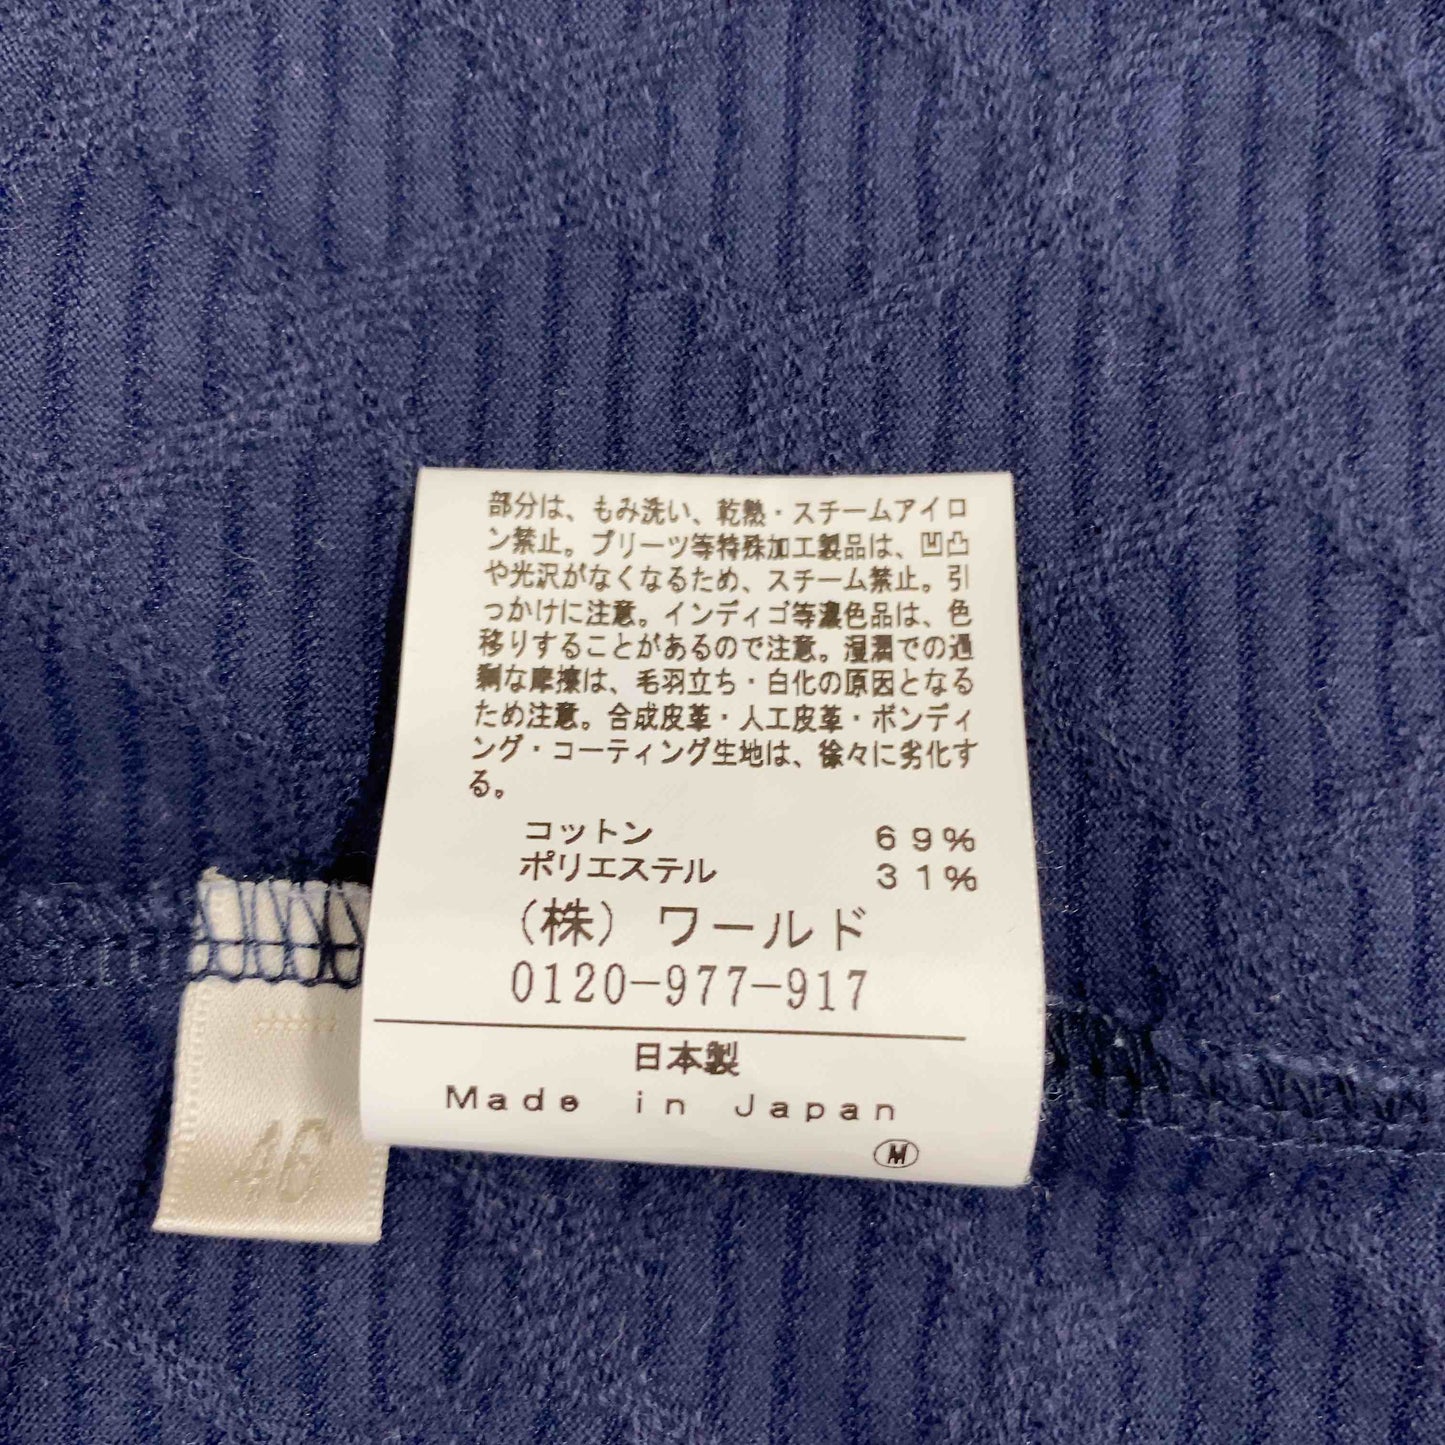 部分は、もみ洗い、乾熱・スチームアイロ
ン禁止。プリーツ等特殊加工製品は、凹凸
や光沢がなくなるため、スチーム禁止。引
っかけに注意。インディゴ等濃色品は、色
移りすることがあるので注意。湿潤での過
剰な摩擦は、毛羽立ち・白化の原因となる
ため注意。合成皮革・人工皮革・ボンディ
ング・コーティング生地は、徐々に劣化す
る。
コットン 69%
ポリエステル 31%
(株) ワールド
0120-977-917
日本製
Made in Japan
M
46